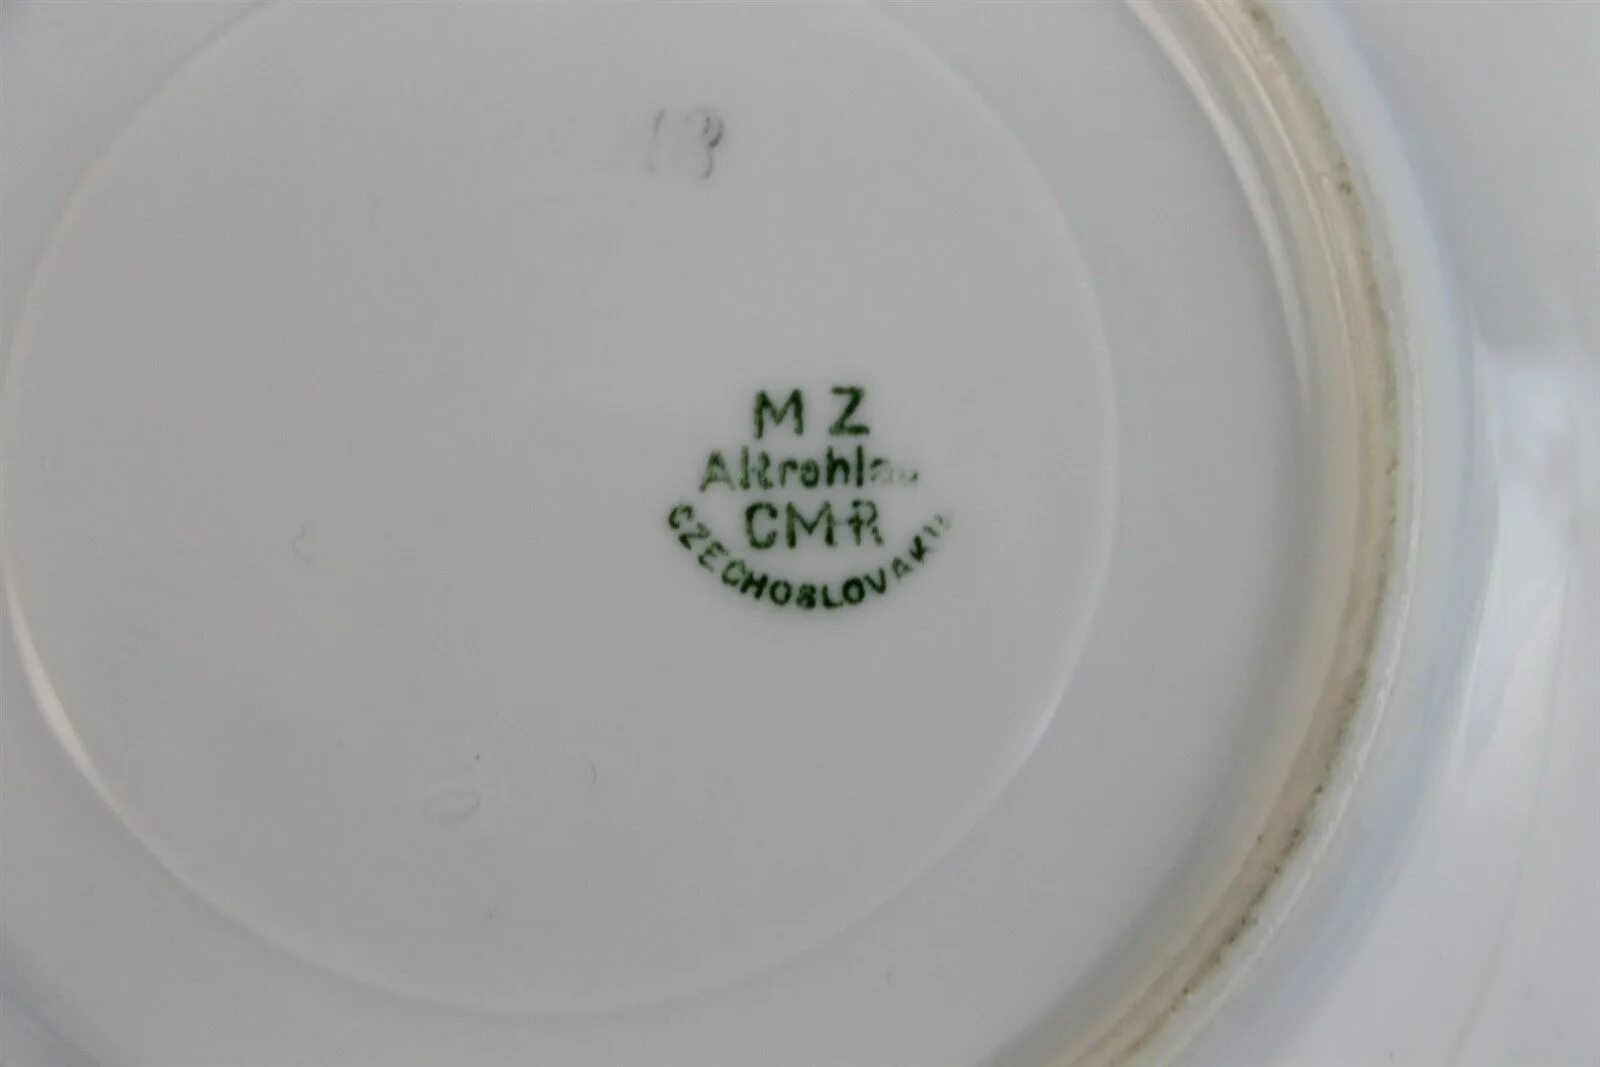 M Z
Altrohlau
CMR
CZECHOSLOVAKIA